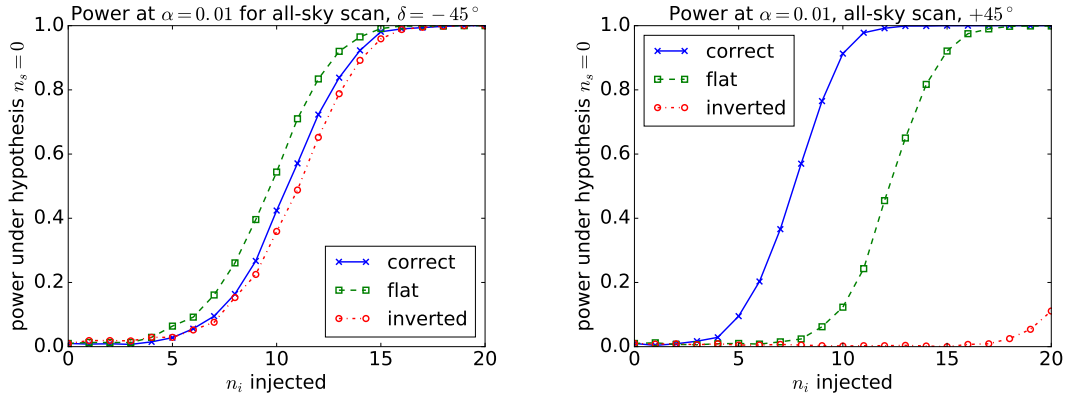 Power at α = 0.01 for all-sky scan, δ = −45°
power under hypothesis n_s = 0
1.0
0.8
0.6
0.4
0.2
0.0
0
5
10
15
20
n_i injected
correct
flat
inverted
Power at α = 0.01, all-sky scan, +45°
power under hypothesis n_s = 0
1.0
0.8
0.6
0.4
0.2
0.0
0
5
10
15
20
n_i injected
correct
flat
inverted